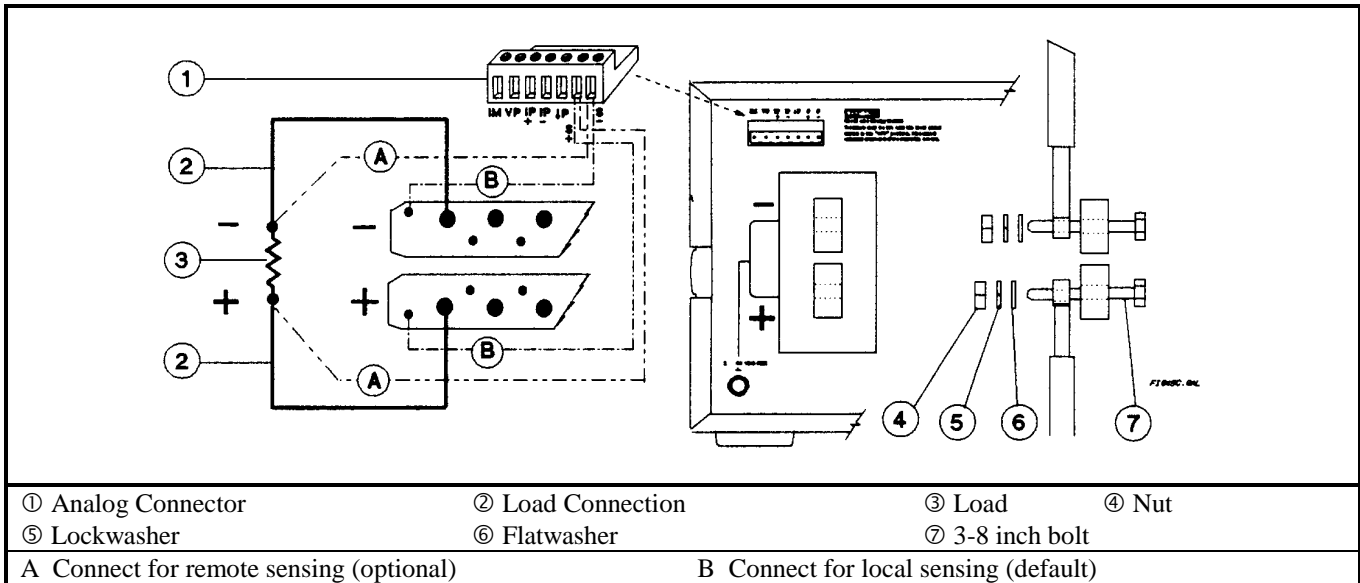 1
IM VP IP IP ↓P S
+ -
S
+
-
2
A
B
-
-
3
+
+
B
2
A
-
+
4
5
6
7
① Analog Connector ② Load Connection ③ Load ④ Nut
⑤ Lockwasher ⑥ Flatwasher ⑦ 3-8 inch bolt
A Connect for remote sensing (optional) B Connect for local sensing (default)